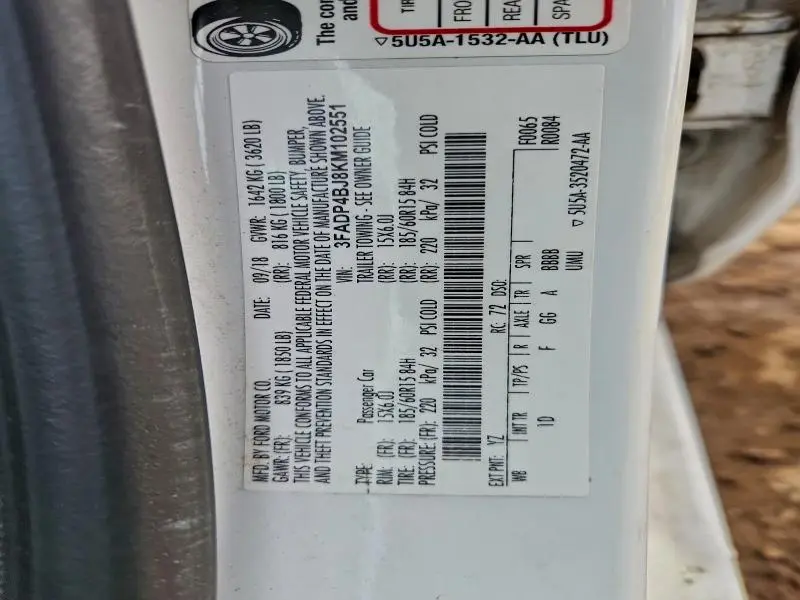 The con
and
TIR
FRO
REA
SPA
▽5U5A-1532-AA (TLU)
MFD. BY FORD MOTOR CO. DATE: 09/18 GVWR: 1642 KG ( 3620 LB)
GAWR: (FR): 839 KG ( 1850 LB) (RR): 816 KG ( 1800 LB)
THIS VEHICLE CONFORMS TO ALL APPLICABLE FEDERAL MOTOR VEHICLE SAFETY, BUMPER,
AND THEFT PREVENTION STANDARDS IN EFFECT ON THE DATE OF MANUFACTURE SHOWN ABOVE.
VIN: 3FADP4BJ8KM102551
TYPE: Passenger Car TRAILER TOWING - SEE OWNER GUIDE
RIM: (FR): 15X6.0J (RR): 15X6.0J
TIRE: (FR): 185/60R15 84H (RR): 185/60R15 84H
PRESSURE: (FR): 220 kPa/ 32 PSI COLD (RR): 220 kPa/ 32 PSI COLD
EXT PNT: YZ RC: 72 DSO: F0065
WB INT TR TP/PS R AXLE TR SPR R0084
1D F GG A BBBB
UMU ▽ 5U5A-3520472-AA